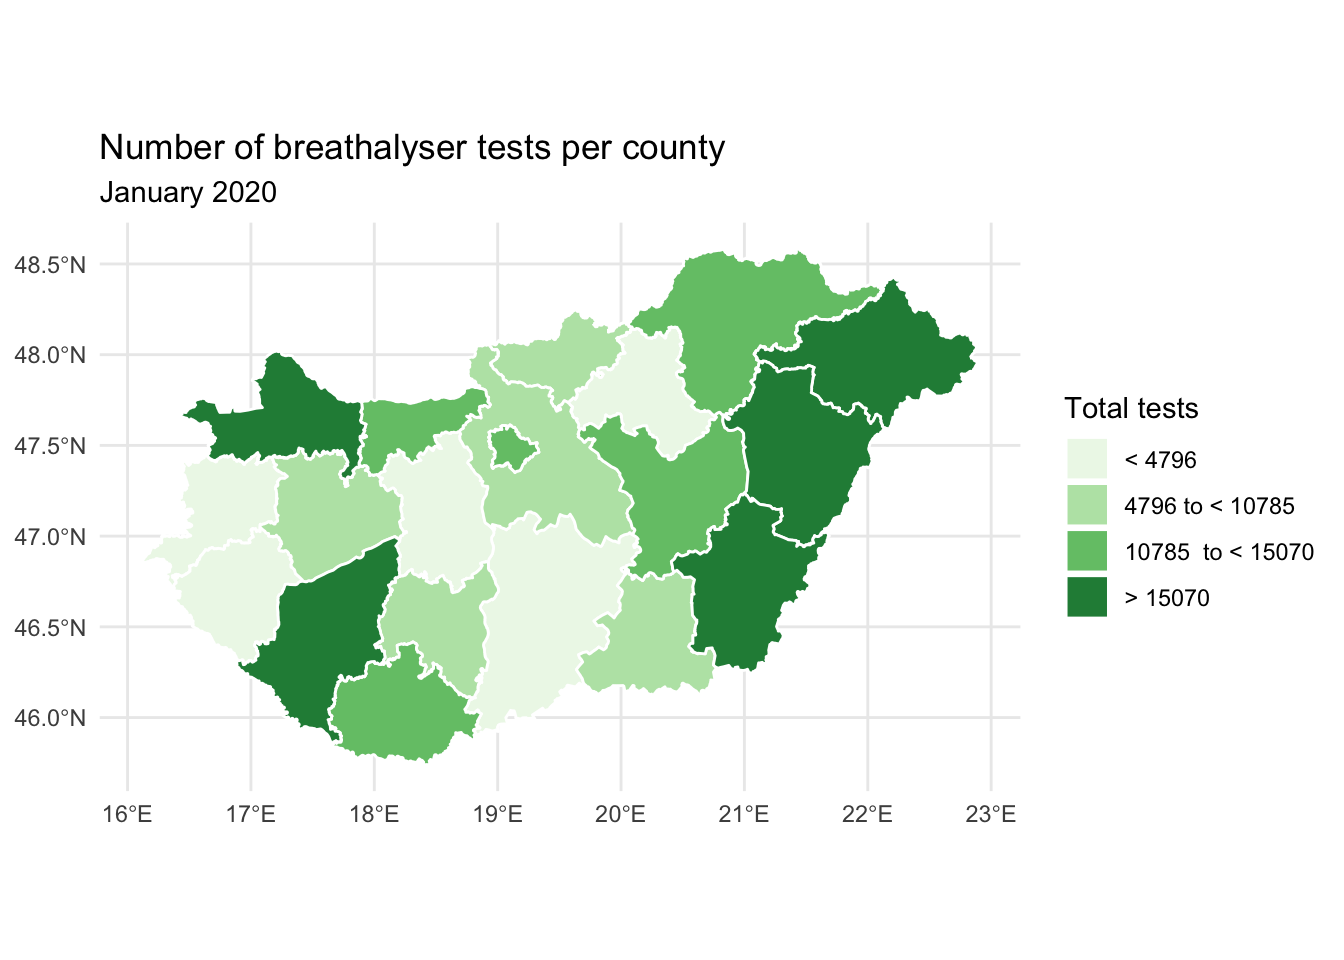 Number of breathalyser tests per county
January 2020
48.5°N
48.0°N
47.5°N
47.0°N
46.5°N
46.0°N
16°E 17°E 18°E 19°E 20°E 21°E 22°E 23°E
Total tests
< 4796
4796 to < 10785
10785  to < 15070
> 15070